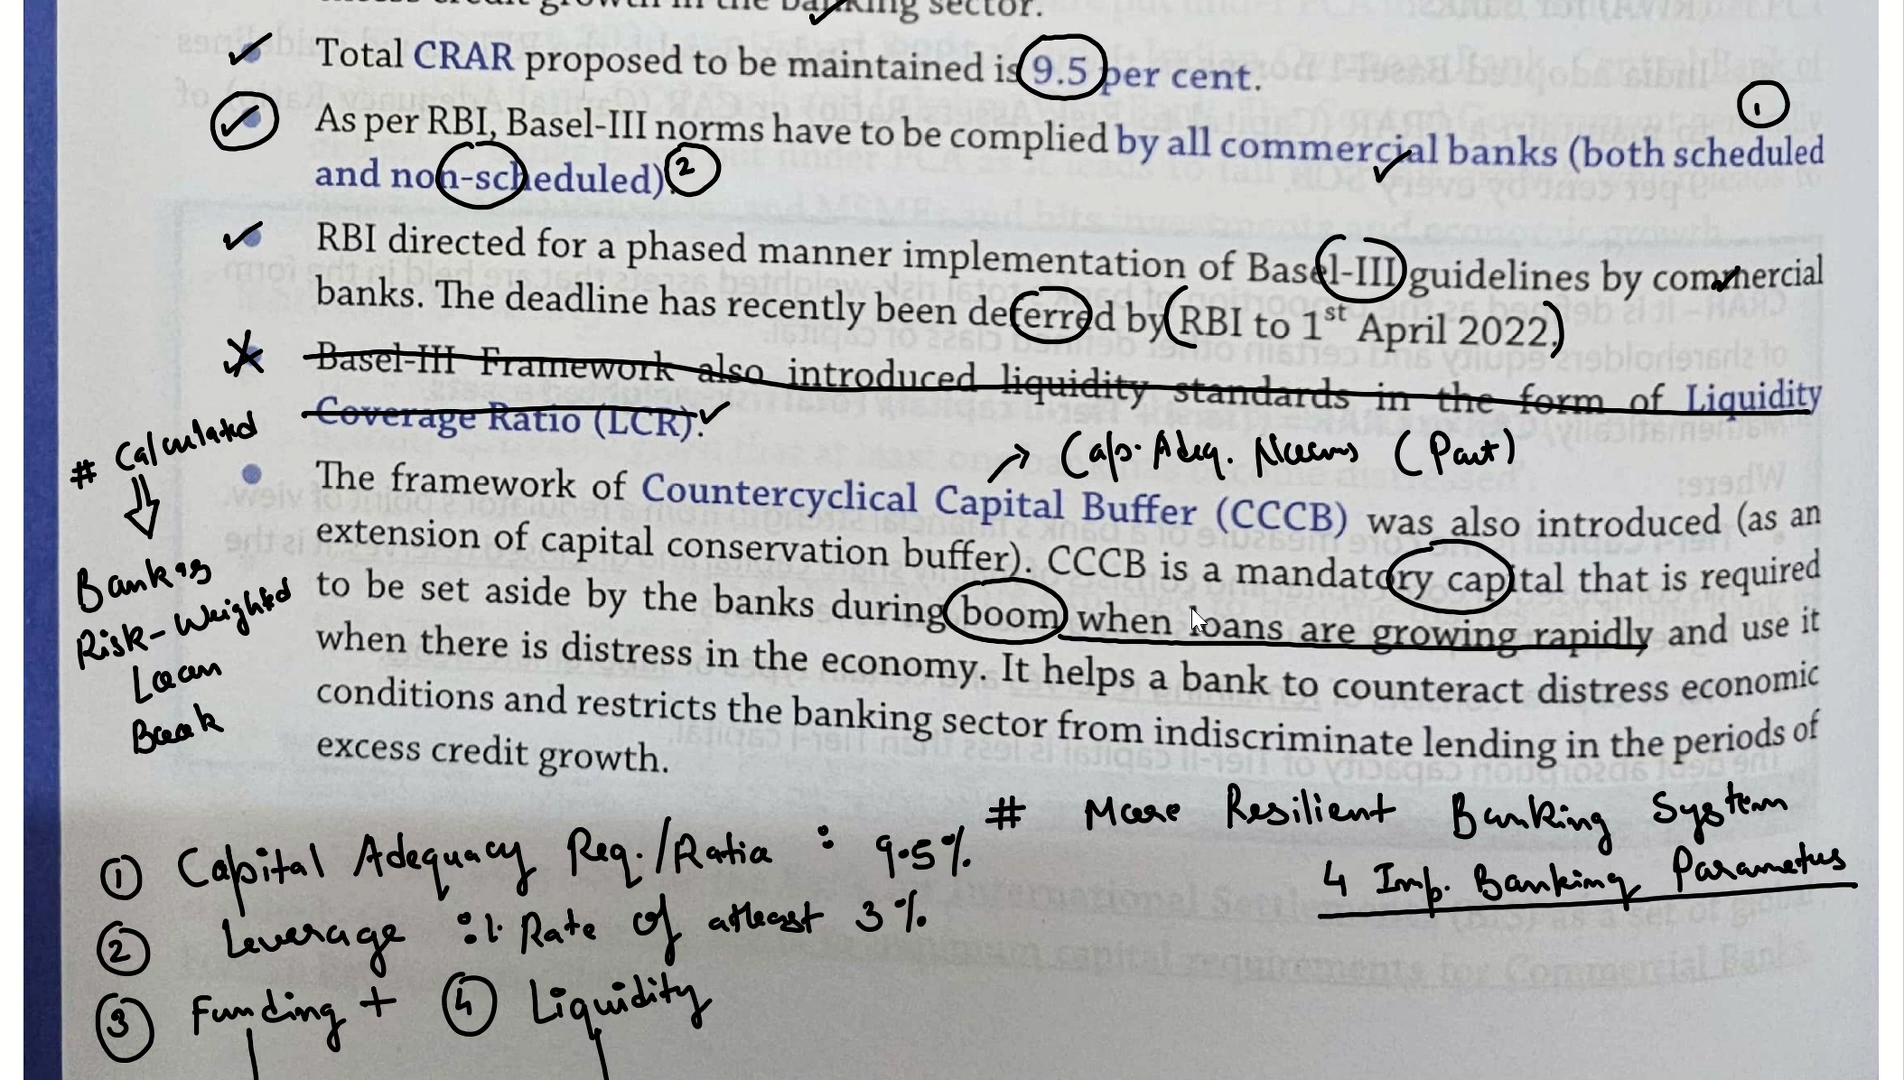 excess credit growth in the banking sector.
Total CRAR proposed to be maintained is 9.5 per cent.
1
As per RBI, Basel-III norms have to be complied by all commercial banks (both scheduled
and non-scheduled). 2
RBI directed for a phased manner implementation of Basel-III guidelines by commercial
banks. The deadline has recently been deferred by RBI to 1st April 2022.
Basel-III Framework also introduced liquidity standards in the form of Liquidity
Coverage Ratio (LCR).
# Calculated
Bank's
Risk-Weighted
Loan
Book
→ Cap. Adeq. Norms (Part)
The framework of Countercyclical Capital Buffer (CCCB) was also introduced (as an
extension of capital conservation buffer). CCCB is a mandatory capital that is required
to be set aside by the banks during boom when loans are growing rapidly and use it
when there is distress in the economy. It helps a bank to counteract distress economic
conditions and restricts the banking sector from indiscriminate lending in the periods of
excess credit growth.
# More Resilient Banking System
4 Imp. Banking Parameters
1 Capital Adequacy Req./Ratio : 9.5%
2 Leverage : Rate of atleast 3%
3 Funding + 4 Liquidity